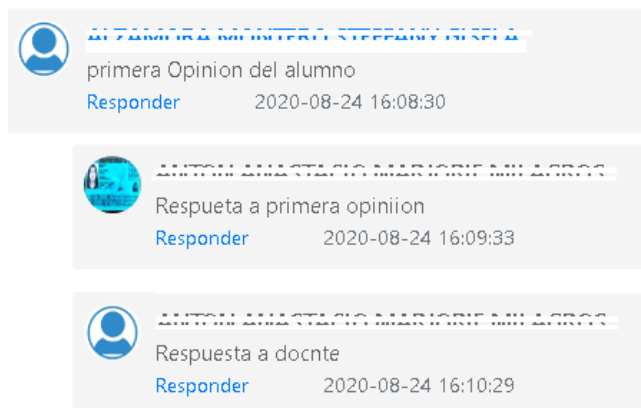 primera Opinion del alumno
Responder 2020-08-24 16:08:30
Respueta a primera opiniion
Responder 2020-08-24 16:09:33
Respuesta a docnte
Responder 2020-08-24 16:10:29